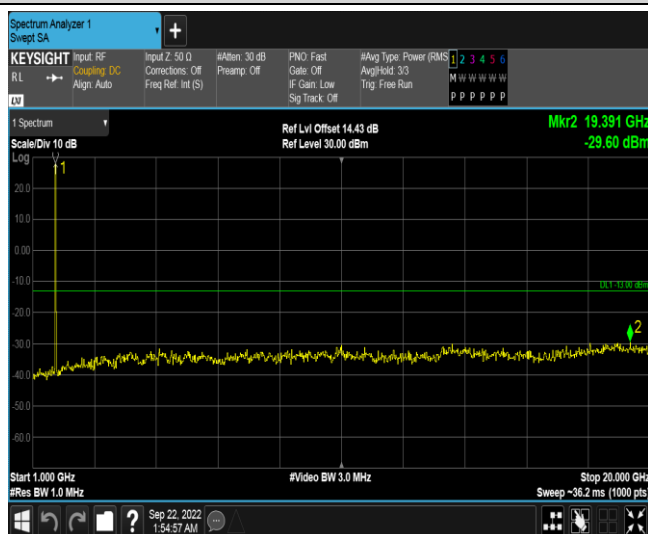 Spectrum Analyzer 1
Swept SA
+
KEYSIGHT Input: RF Input Z: 50 Ω #Atten: 30 dB PNO: Fast #Avg Type: Power (RMS 1 2 3 4 5 6
RL Coupling: DC Corrections: Off Preamp: Off Gate: Off Avg|Hold: 3/3 M W W W W W
Align: Auto Freq Ref: Int (S) IF Gain: Low Trig: Free Run
LXI Sig Track: Off P P P P P P
1 Spectrum Ref Lvl Offset 14.43 dB Mkr2 19.391 GHz
Scale/Div 10 dB Ref Level 30.00 dBm -29.60 dBm
Log
1
20.0
10.0
0.00
-10.0
DL1 -13.00 dBm
-20.0
2
-30.0
-40.0
-50.0
-60.0
Start 1.000 GHz #Video BW 3.0 MHz Stop 20.000 GHz
#Res BW 1.0 MHz Sweep ~36.2 ms (1000 pts)
? Sep 22, 2022
1:54:57 AM